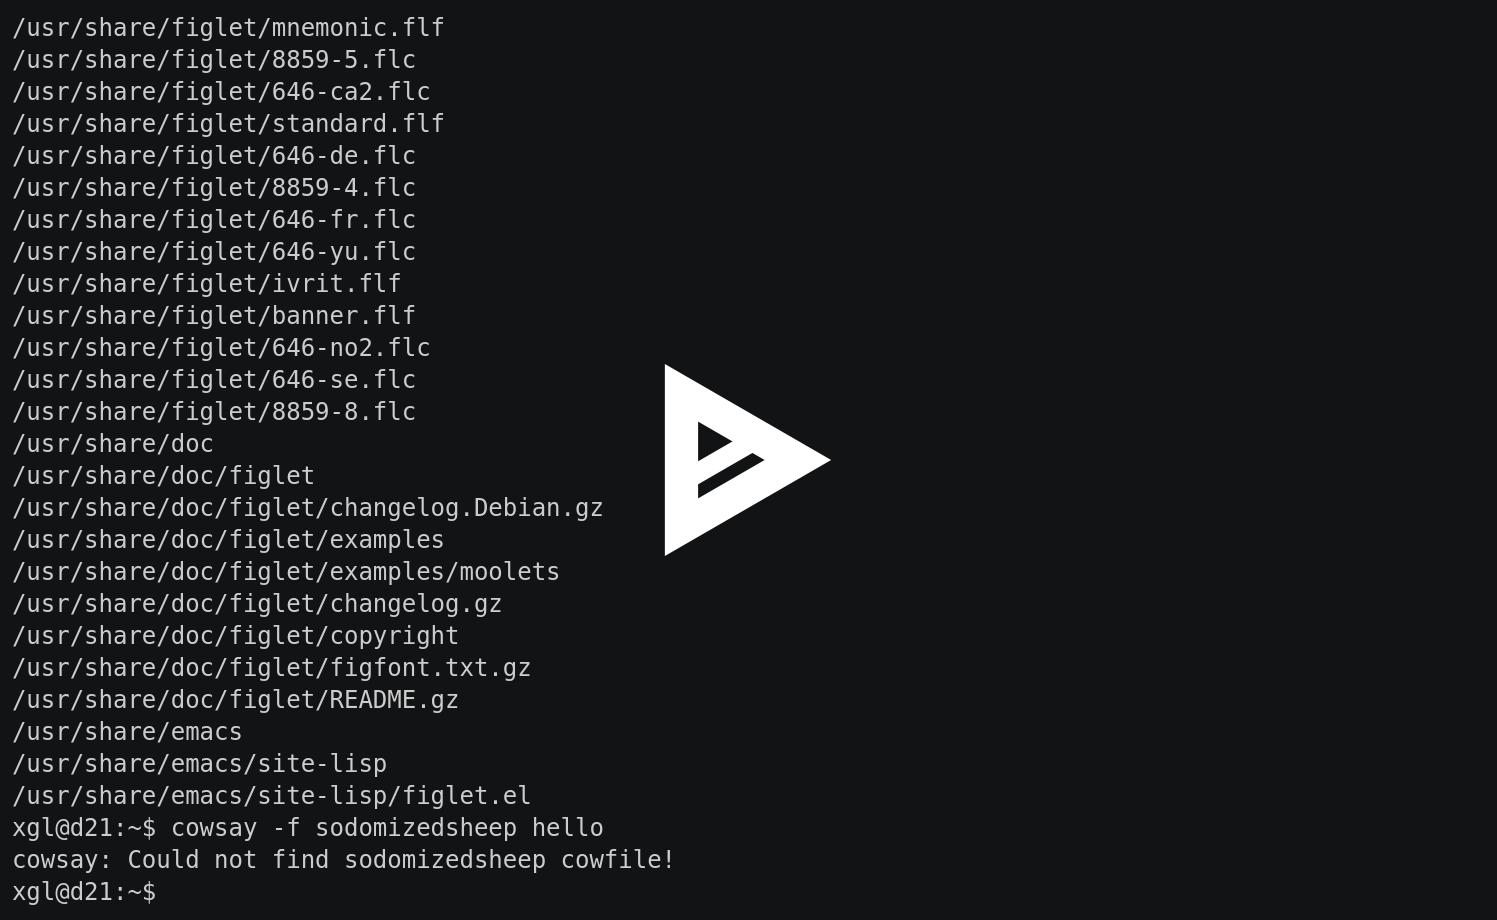 /usr/share/figlet/mnemonic.flf
/usr/share/figlet/8859-5.flc
/usr/share/figlet/646-ca2.flc
/usr/share/figlet/standard.flf
/usr/share/figlet/646-de.flc
/usr/share/figlet/8859-4.flc
/usr/share/figlet/646-fr.flc
/usr/share/figlet/646-yu.flc
/usr/share/figlet/ivrit.flf
/usr/share/figlet/banner.flf
/usr/share/figlet/646-no2.flc
/usr/share/figlet/646-se.flc
/usr/share/figlet/8859-8.flc
/usr/share/doc
/usr/share/doc/figlet
/usr/share/doc/figlet/changelog.Debian.gz
/usr/share/doc/figlet/examples
/usr/share/doc/figlet/examples/moolets
/usr/share/doc/figlet/changelog.gz
/usr/share/doc/figlet/copyright
/usr/share/doc/figlet/figfont.txt.gz
/usr/share/doc/figlet/README.gz
/usr/share/emacs
/usr/share/emacs/site-lisp
/usr/share/emacs/site-lisp/figlet.el
xgl@d21:~$ cowsay -f sodomizedsheep hello
cowsay: Could not find sodomizedsheep cowfile!
xgl@d21:~$